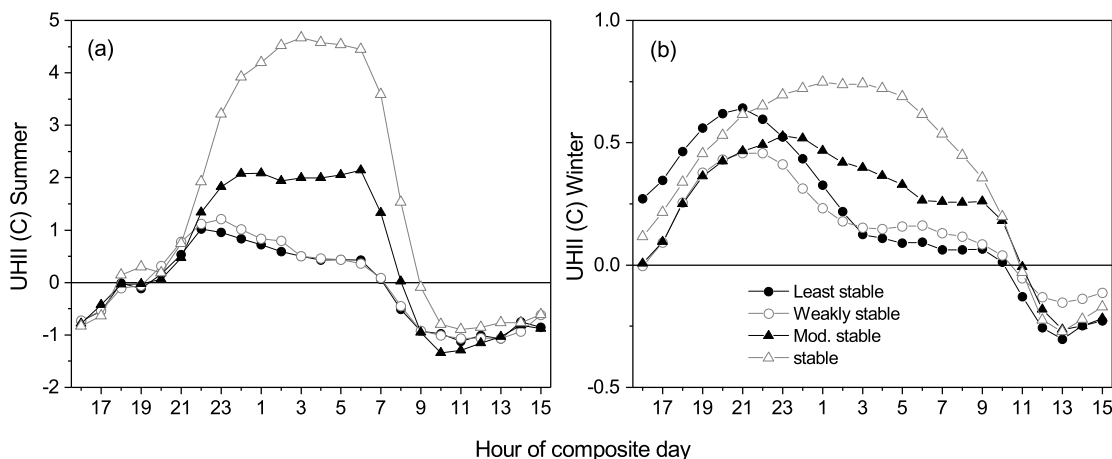 (a)
UHII (C) Summer
5
4
3
2
1
0
-1
-2
17 19 21 23 1 3 5 7 9 11 13 15
(b)
UHII (C) Winter
1.0
0.5
0.0
-0.5
Least stable
Weakly stable
Mod. stable
stable
17 19 21 23 1 3 5 7 9 11 13 15
Hour of composite day